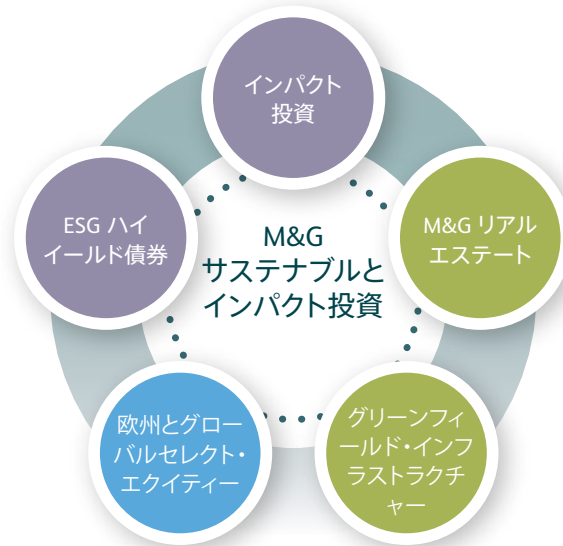 インパクト
投資
ESG ハイ
イールド債券
M&G リアル
エステート
M&G
サステナブルと
インパクト投資
欧州とグロー
バルセレクト・
エクイティー
グリーンフィ
ールド・インフ
ラストラクチ
ャー